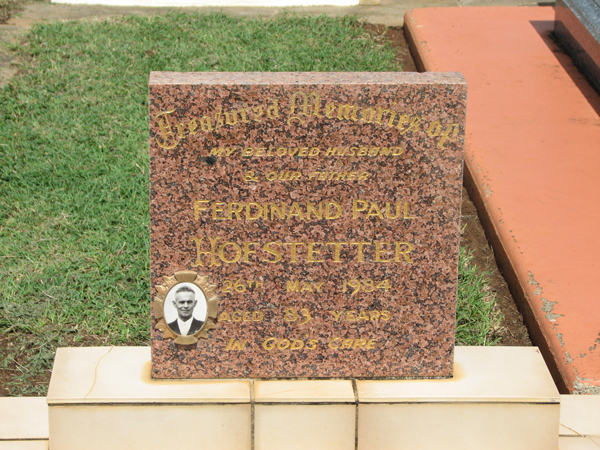 Treasured Memories of
MY BELOVED HUSBAND
& OUR FATHER
FERDINAND PAUL
HOFSTETTER
26TH MAY 1984
AGED 83 YEARS
IN GOD'S CARE